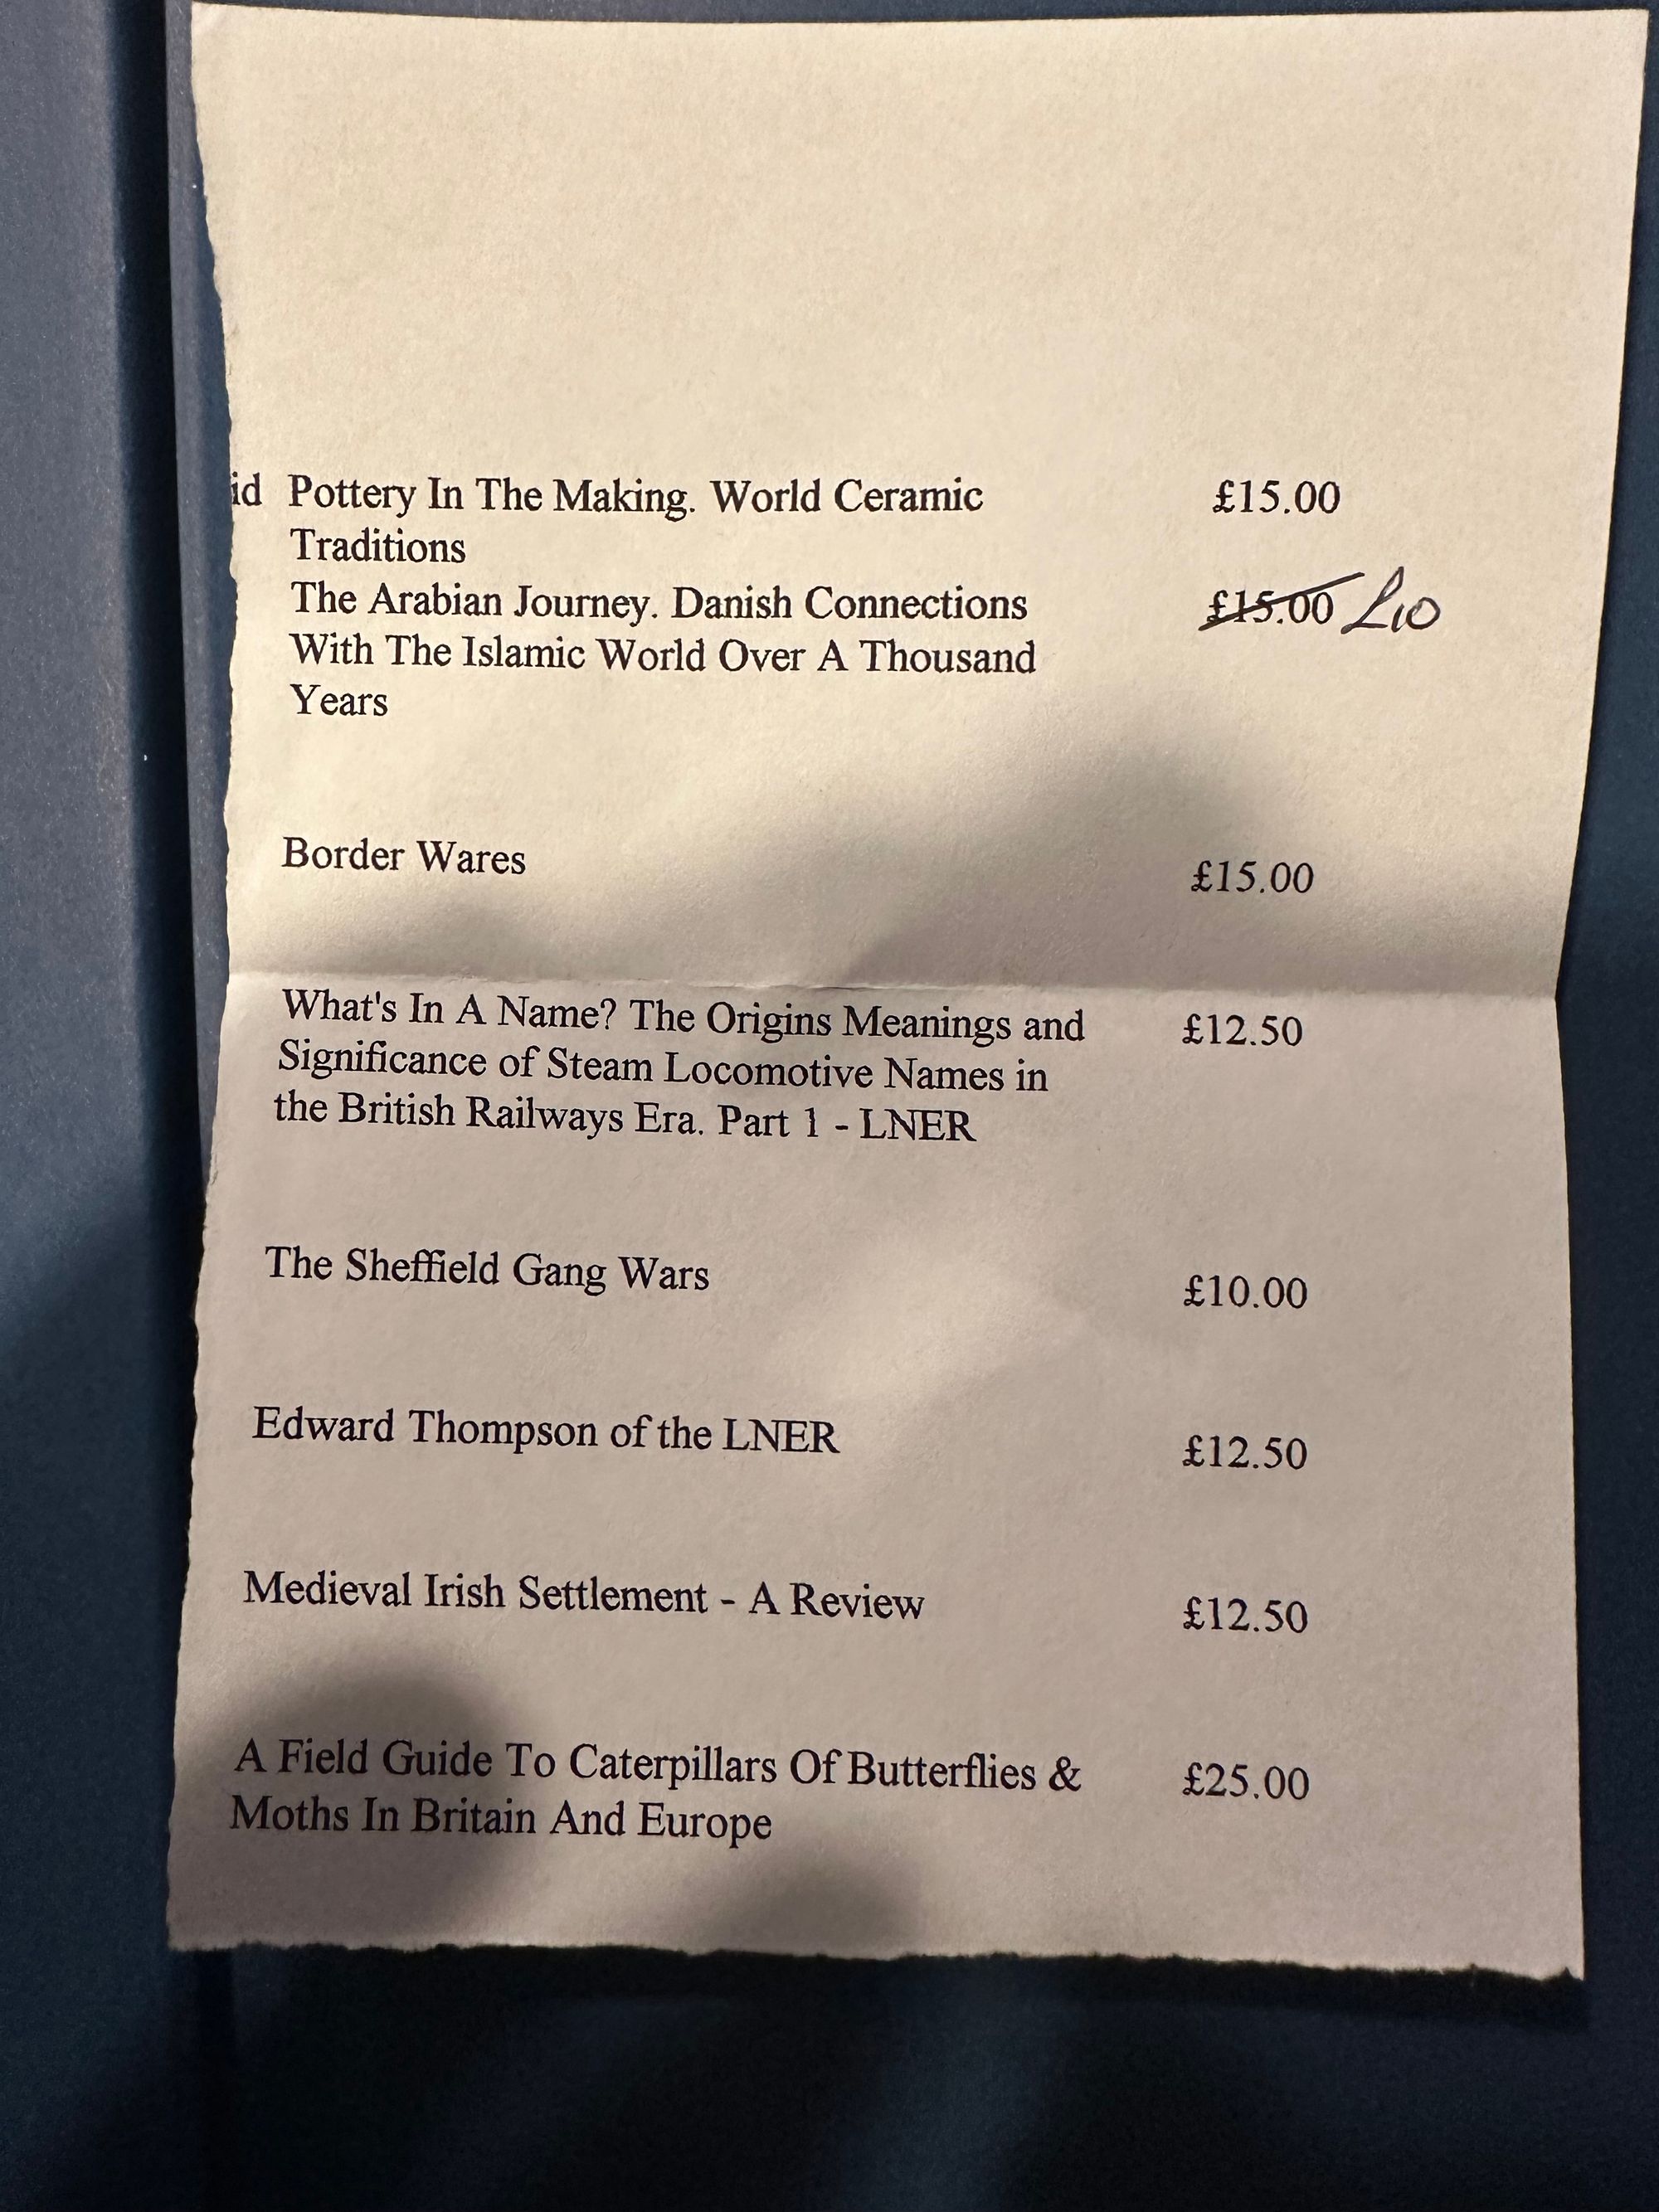 id Pottery In The Making. World Ceramic £15.00
Traditions
The Arabian Journey. Danish Connections £15.00 £10
With The Islamic World Over A Thousand
Years
Border Wares £15.00
What's In A Name? The Origins Meanings and £12.50
Significance of Steam Locomotive Names in
the British Railways Era. Part 1 - LNER
The Sheffield Gang Wars £10.00
Edward Thompson of the LNER £12.50
Medieval Irish Settlement - A Review £12.50
A Field Guide To Caterpillars Of Butterflies & £25.00
Moths In Britain And Europe